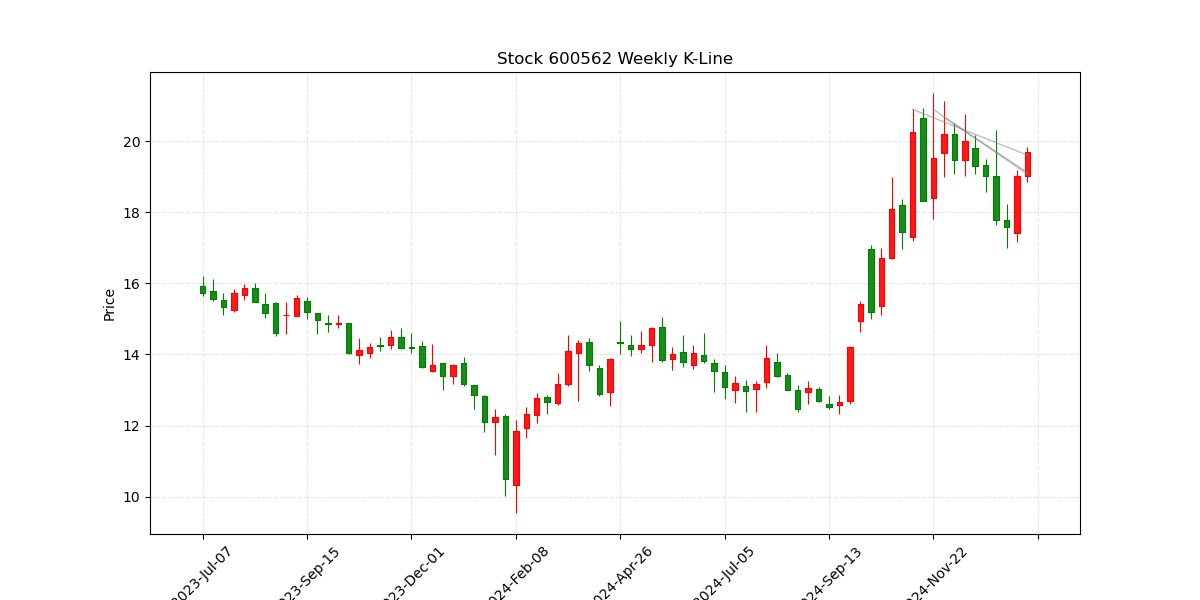 Stock 600562 Weekly K-Line
Price
20
18
16
14
12
10
2023-Jul-07
2023-Sep-15
2023-Dec-01
2024-Feb-08
2024-Apr-26
2024-Jul-05
2024-Sep-13
2024-Nov-22